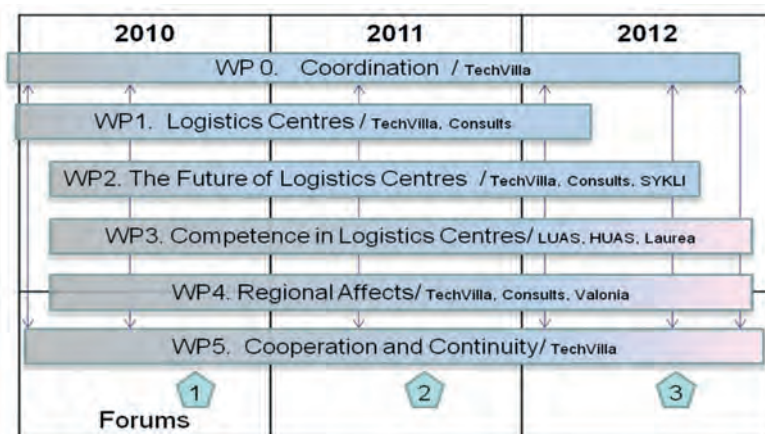 2010 2011 2012
WP 0. Coordination / TechVilla
WP1. Logistics Centres / TechVilla, Consults
WP2. The Future of Logistics Centres / TechVilla, Consults, SYKLI
WP3. Competence in Logistics Centres/ LUAS, HUAS, Laurea
WP4. Regional Affects/ TechVilla, Consults, Valonia
WP5. Cooperation and Continuity/ TechVilla
1 2 3
Forums